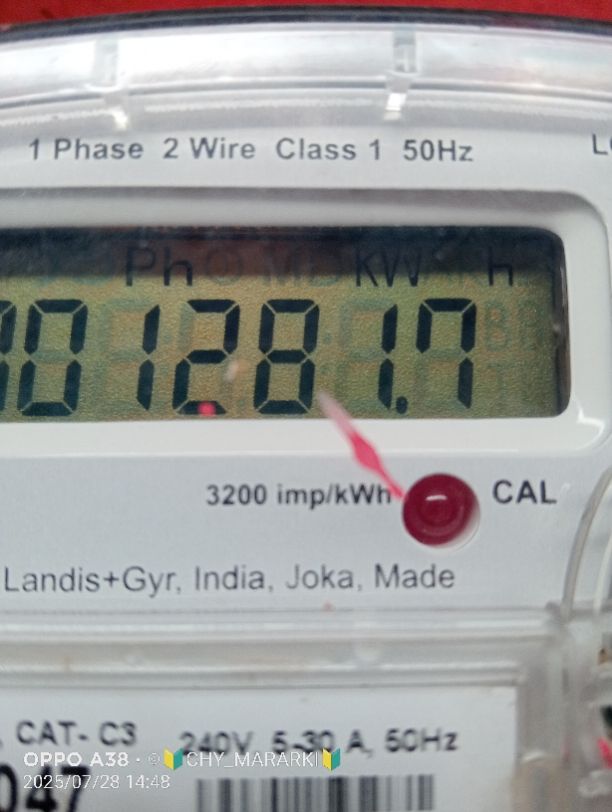 1 Phase 2 Wire Class 1 50Hz
Ph KW h
001281.7
3200 imp/kWh CAL
Landis+Gyr, India, Joka, Made
CAT- C3 240V 5-30 A, 50Hz
OPPO A38 · ©🔰CHY_MARARKI🔰
047
2025/07/28 14:48